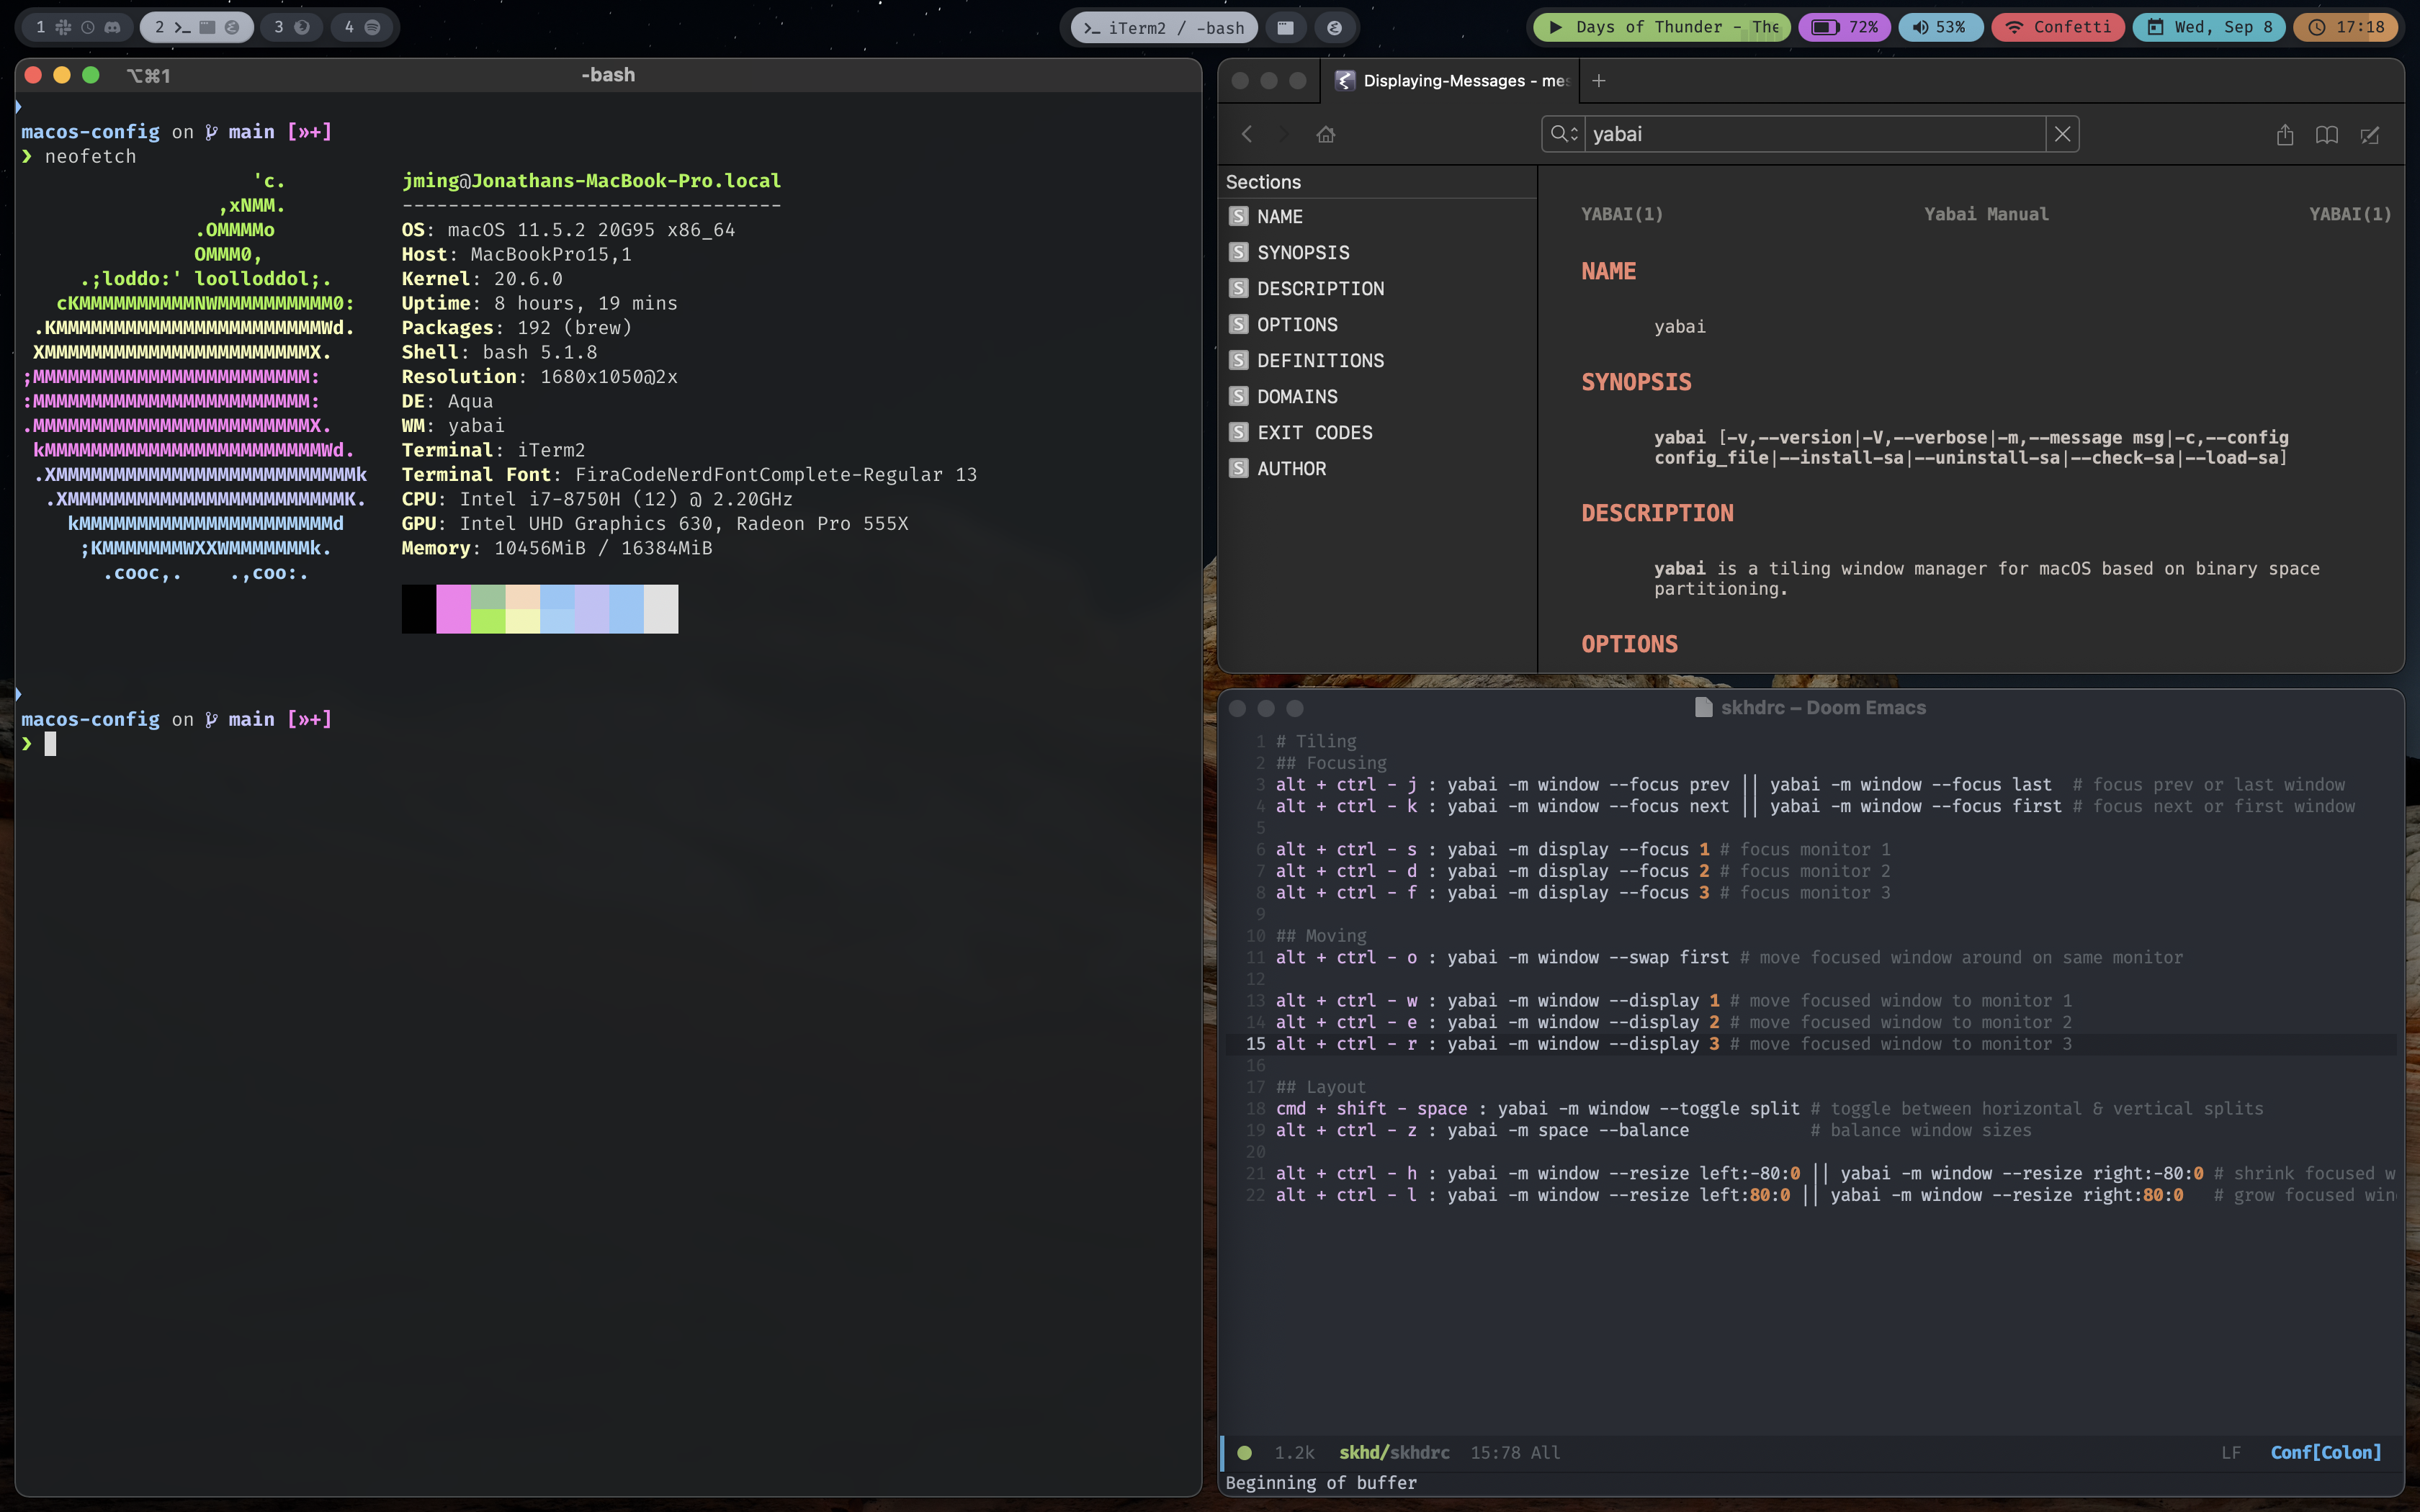 1
2
3
4
iTerm2 / -bash
Days of Thunder - The
72%
53%
Confetti
Wed, Sep 8
17:18
⌥⌘1
-bash
macos-config on main [»+]
❯ neofetch
'c.
,xNMM.
.OMMMMo
OMMM0,
.;loddo:' loolloddol;.
cKMMMMMMMMMMNWMMMMMMMMMM0:
.KMMMMMMMMMMMMMMMMMMMMMMMWd.
XMMMMMMMMMMMMMMMMMMMMMMMX.
;MMMMMMMMMMMMMMMMMMMMMMMM:
:MMMMMMMMMMMMMMMMMMMMMMMM:
.MMMMMMMMMMMMMMMMMMMMMMMMX.
kMMMMMMMMMMMMMMMMMMMMMMMMWd.
.XMMMMMMMMMMMMMMMMMMMMMMMMMMk
.XMMMMMMMMMMMMMMMMMMMMMMMMK.
kMMMMMMMMMMMMMMMMMMMMMMd
;KMMMMMMMWXXWMMMMMMMk.
.cooc,. .,coo:.
jming@Jonathans-MacBook-Pro.local
---------------------------------
OS: macOS 11.5.2 20G95 x86_64
Host: MacBookPro15,1
Kernel: 20.6.0
Uptime: 8 hours, 19 mins
Packages: 192 (brew)
Shell: bash 5.1.8
Resolution: 1680x1050@2x
DE: Aqua
WM: yabai
Terminal: iTerm2
Terminal Font: FiraCodeNerdFontComplete-Regular 13
CPU: Intel i7-8750H (12) @ 2.20GHz
GPU: Intel UHD Graphics 630, Radeon Pro 555X
Memory: 10456MiB / 16384MiB
macos-config on main [»+]
❯
Displaying-Messages - mes
yabai
Sections
S NAME
S SYNOPSIS
S DESCRIPTION
S OPTIONS
S DEFINITIONS
S DOMAINS
S EXIT CODES
S AUTHOR
YABAI(1) Yabai Manual YABAI(1)
NAME
yabai
SYNOPSIS
yabai [-v,--version|-V,--verbose|-m,--message msg|-c,--config
config_file|--install-sa|--uninstall-sa|--check-sa|--load-sa]
DESCRIPTION
yabai is a tiling window manager for macOS based on binary space
partitioning.
OPTIONS
skhdrc – Doom Emacs
1 # Tiling
2 ## Focusing
3 alt + ctrl - j : yabai -m window --focus prev || yabai -m window --focus last # focus prev or last window
4 alt + ctrl - k : yabai -m window --focus next || yabai -m window --focus first # focus next or first window
5
6 alt + ctrl - s : yabai -m display --focus 1 # focus monitor 1
7 alt + ctrl - d : yabai -m display --focus 2 # focus monitor 2
8 alt + ctrl - f : yabai -m display --focus 3 # focus monitor 3
9
10 ## Moving
11 alt + ctrl - o : yabai -m window --swap first # move focused window around on same monitor
12
13 alt + ctrl - w : yabai -m window --display 1 # move focused window to monitor 1
14 alt + ctrl - e : yabai -m window --display 2 # move focused window to monitor 2
15 alt + ctrl - r : yabai -m window --display 3 # move focused window to monitor 3
16
17 ## Layout
18 cmd + shift - space : yabai -m window --toggle split # toggle between horizontal & vertical splits
19 alt + ctrl - z : yabai -m space --balance # balance window sizes
20
21 alt + ctrl - h : yabai -m window --resize left:-80:0 || yabai -m window --resize right:-80:0 # shrink focused w
22 alt + ctrl - l : yabai -m window --resize left:80:0 || yabai -m window --resize right:80:0 # grow focused win
1.2k skhd/skhdrc 15:78 All LF Conf[Colon]
Beginning of buffer